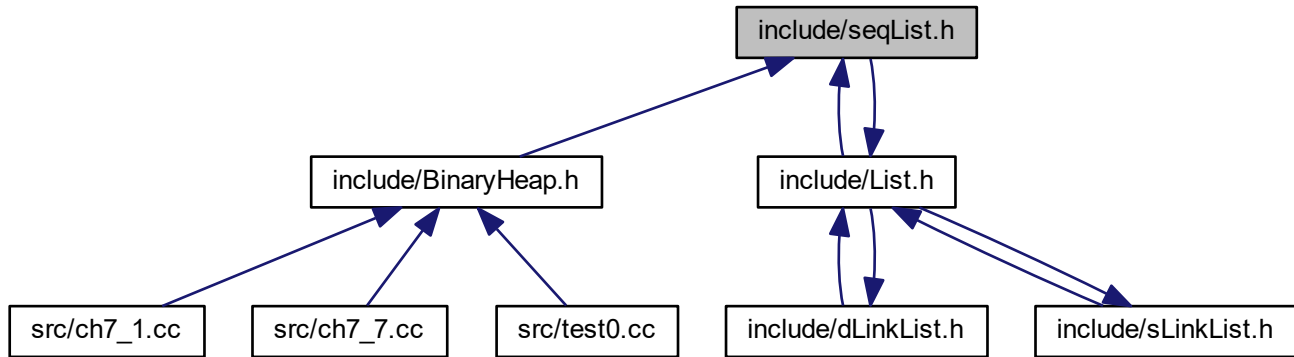 include/seqList.h
include/BinaryHeap.h
include/List.h
src/ch7_1.cc
src/ch7_7.cc
src/test0.cc
include/dLinkList.h
include/sLinkList.h